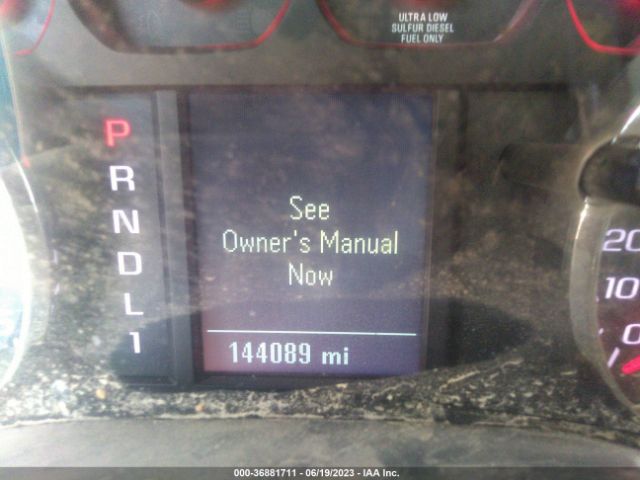 ULTRA LOW
SULFUR DIESEL
FUEL ONLY
P
R
N
D
L
1
See
Owner's Manual
Now
144089 mi
20
10
0
000-36881711 - 06/19/2023 - IAA Inc.